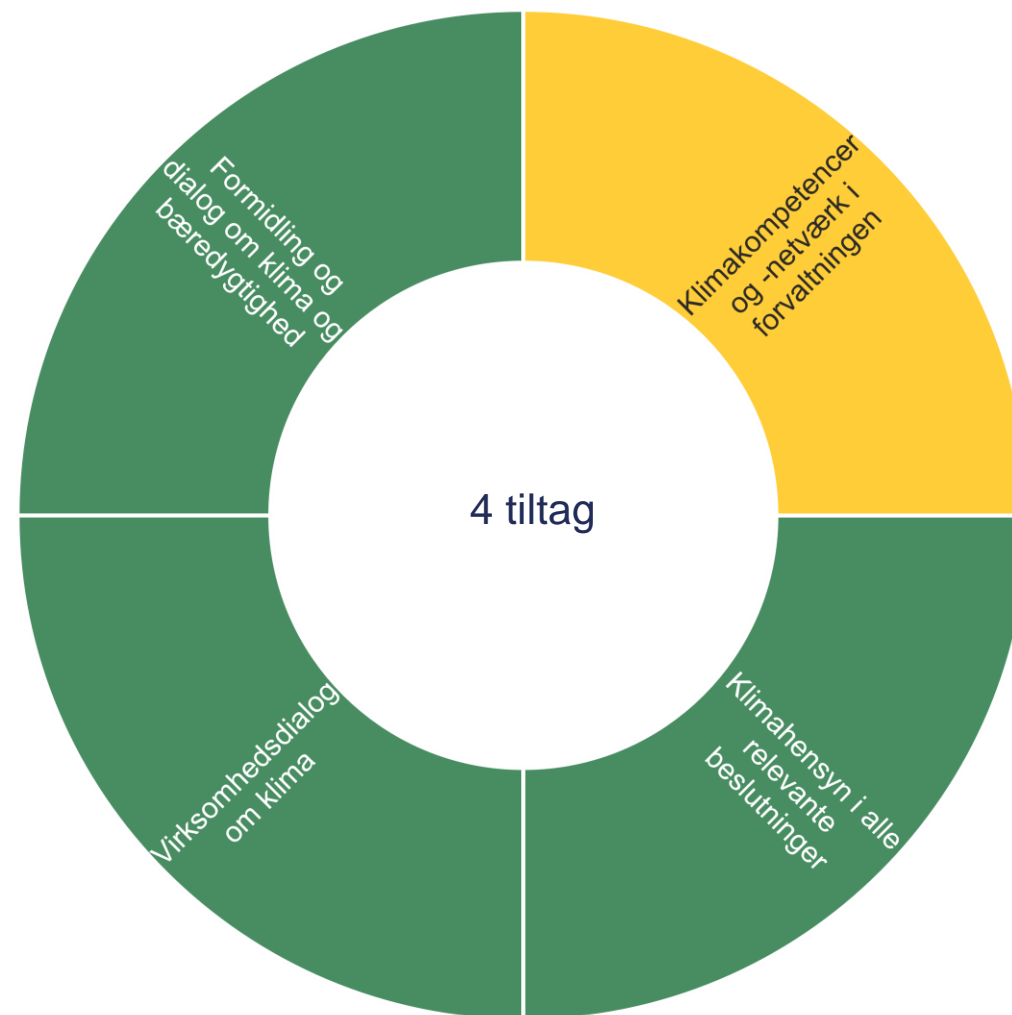 Formidling og
dialog om klima og
bæredygtighed
Klimakompetencer
og -netværk i
forvaltningen
4 tiltag
Virksomhedsdialog
om klima
Klimahensyn i alle
relevante
beslutninger